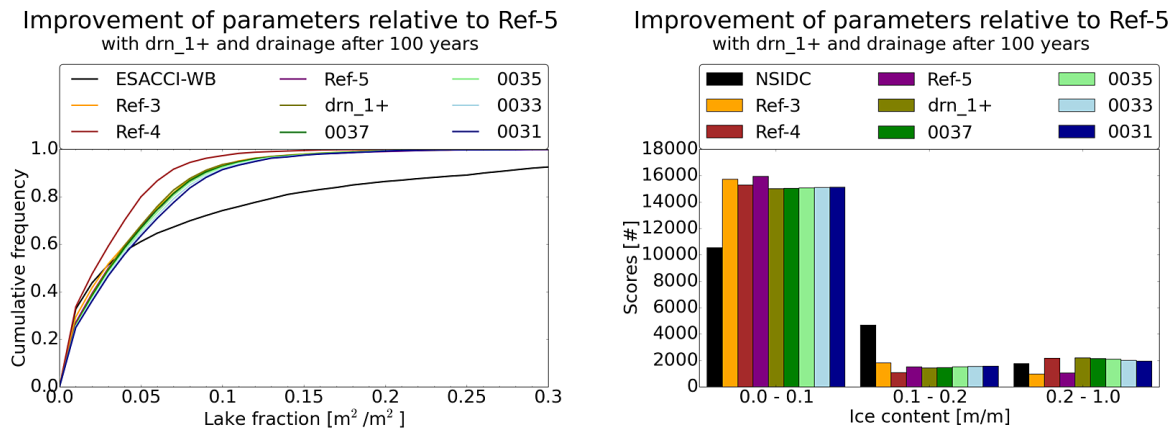 Improvement of parameters relative to Ref-5
with drn_1+ and drainage after 100 years
ESACCI-WB Ref-5 0035
Ref-3 drn_1+ 0033
Ref-4 0037 0031
1.0
0.8
0.6
0.4
0.2
0.0
Cumulative frequency
0.0 0.05 0.1 0.15 0.2 0.25 0.3
Lake fraction [m² /m² ]
Improvement of parameters relative to Ref-5
with drn_1+ and drainage after 100 years
NSIDC Ref-5 0035
Ref-3 drn_1+ 0033
Ref-4 0037 0031
18000
16000
14000
12000
10000
8000
6000
4000
2000
0
Scores [#]
0.0 - 0.1 0.1 - 0.2 0.2 - 1.0
Ice content [m/m]